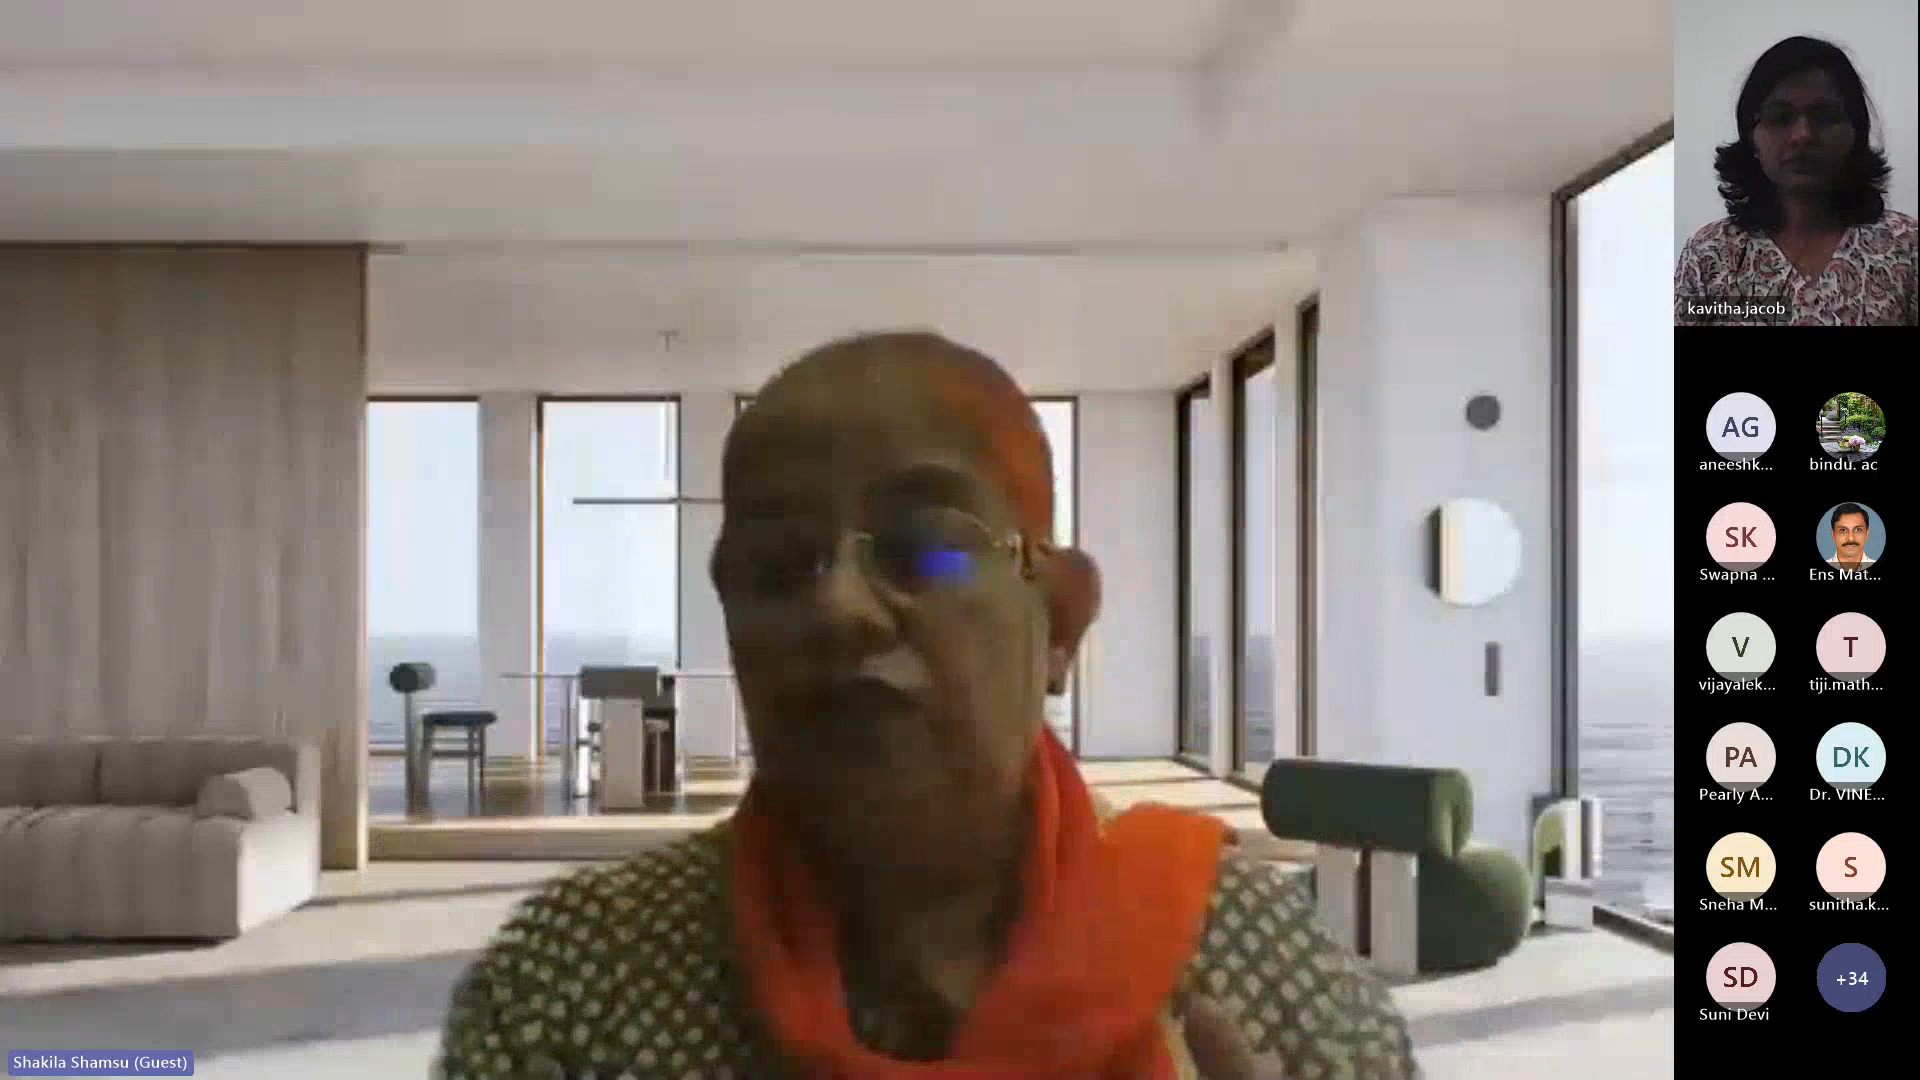 kavitha.jacob
AG
aneeshk...
bindu. ac
SK
Swapna ...
Ens Mat...
V
vijayalek...
T
tiji.math...
PA
Pearly A...
DK
Dr. VINE...
SM
Sneha M...
S
sunitha.k...
SD
Suni Devi
+34
Shakila Shamsu (Guest)